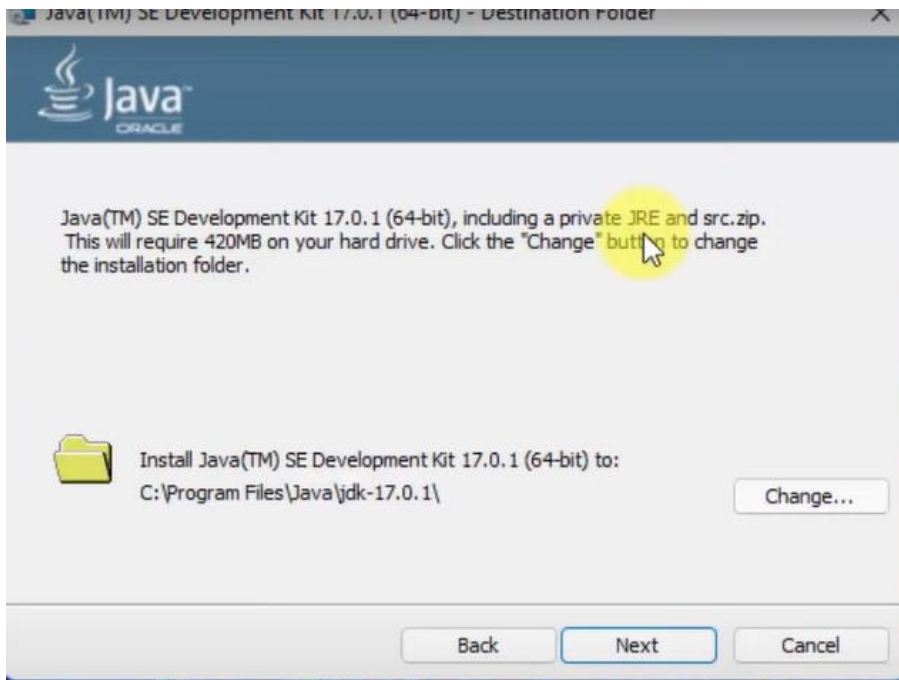 Java(TM) SE Development Kit 17.0.1 (64-bit) - Destination Folder
Java™
ORACLE
Java(TM) SE Development Kit 17.0.1 (64-bit), including a private JRE and src.zip.
This will require 420MB on your hard drive. Click the "Change" button to change
the installation folder.
Install Java(TM) SE Development Kit 17.0.1 (64-bit) to:
C:\Program Files\Java\jdk-17.0.1\
Change...
Back
Next
Cancel